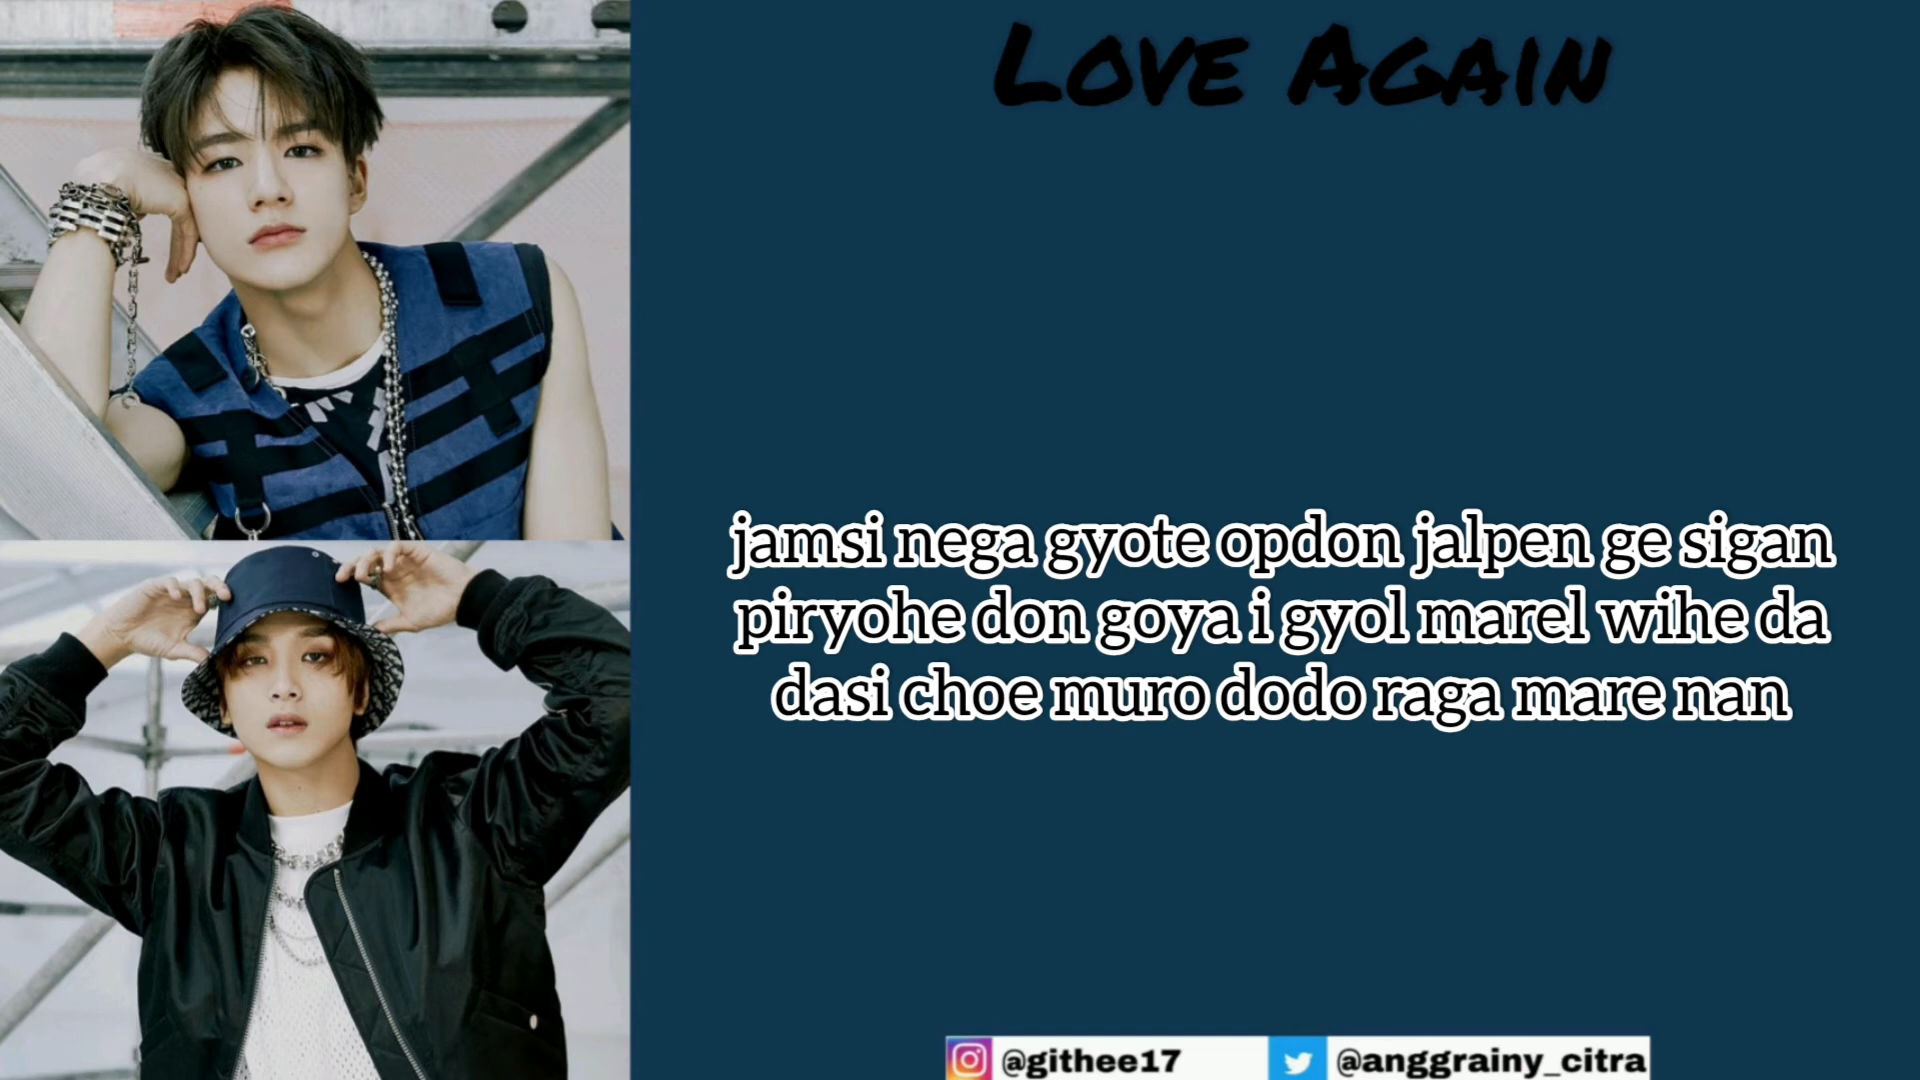 Love Again
jamsi nega gyote opdon jalpen ge sigan
piryohe don goya i gyol marel wihe da
dasi choe muro dodo raga mare nan
@githee17 @anggrainy_citra